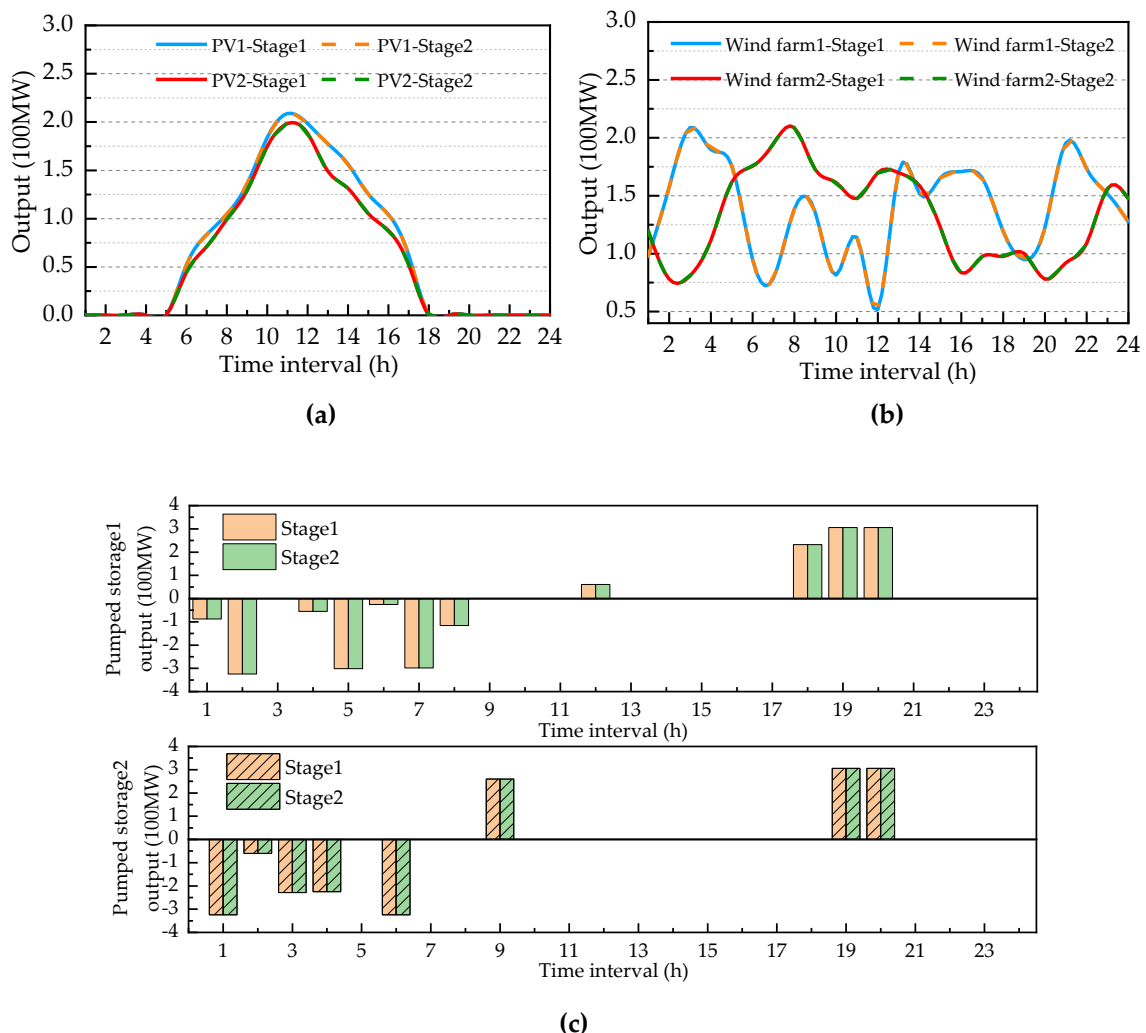 3.0
2.5
2.0
1.5
1.0
0.5
0.0
Output (100MW)
PV1-Stage1 PV1-Stage2
PV2-Stage1 PV2-Stage2
2 4 6 8 10 12 14 16 18 20 22 24
Time interval (h)
(a)
3.0
2.5
2.0
1.5
1.0
0.5
Output (100MW)
Wind farm1-Stage1 Wind farm1-Stage2
Wind farm2-Stage1 Wind farm2-Stage2
2 4 6 8 10 12 14 16 18 20 22 24
Time interval (h)
(b)
Pumped storage1
output (100MW)
4
3
2
1
0
-1
-2
-3
-4
Stage1
Stage2
1 3 5 7 9 11 13 15 17 19 21 23
Time interval (h)
Pumped storage2
output (100MW)
4
3
2
1
0
-1
-2
-3
-4
Stage1
Stage2
1 3 5 7 9 11 13 15 17 19 21 23
Time interval (h)
(c)